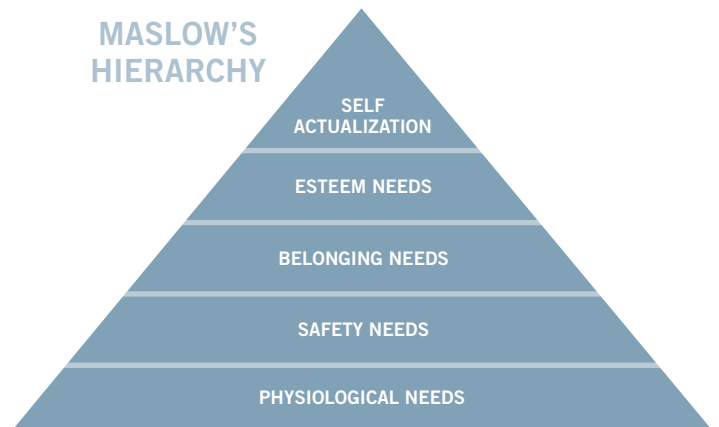 MASLOW'S
HIERARCHY
SELF
ACTUALIZATION
ESTEEM NEEDS
BELONGING NEEDS
SAFETY NEEDS
PHYSIOLOGICAL NEEDS